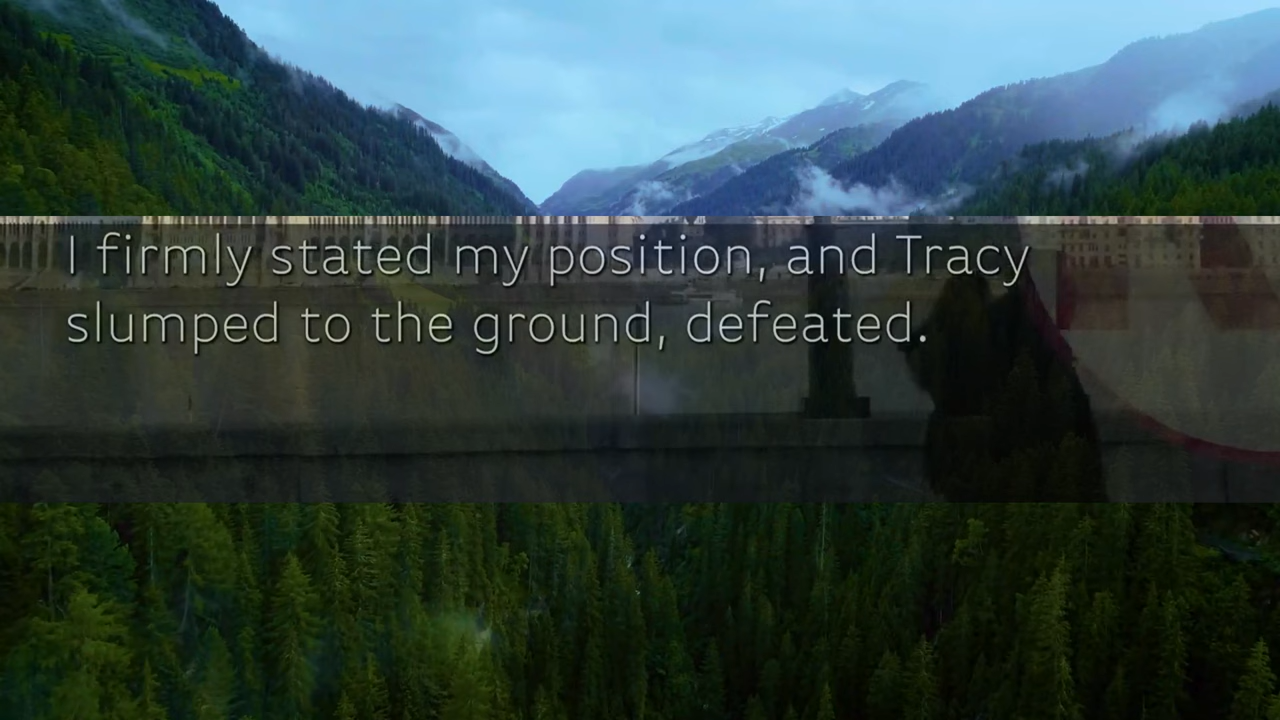 I firmly stated my position, and Tracy
slumped to the ground, defeated.